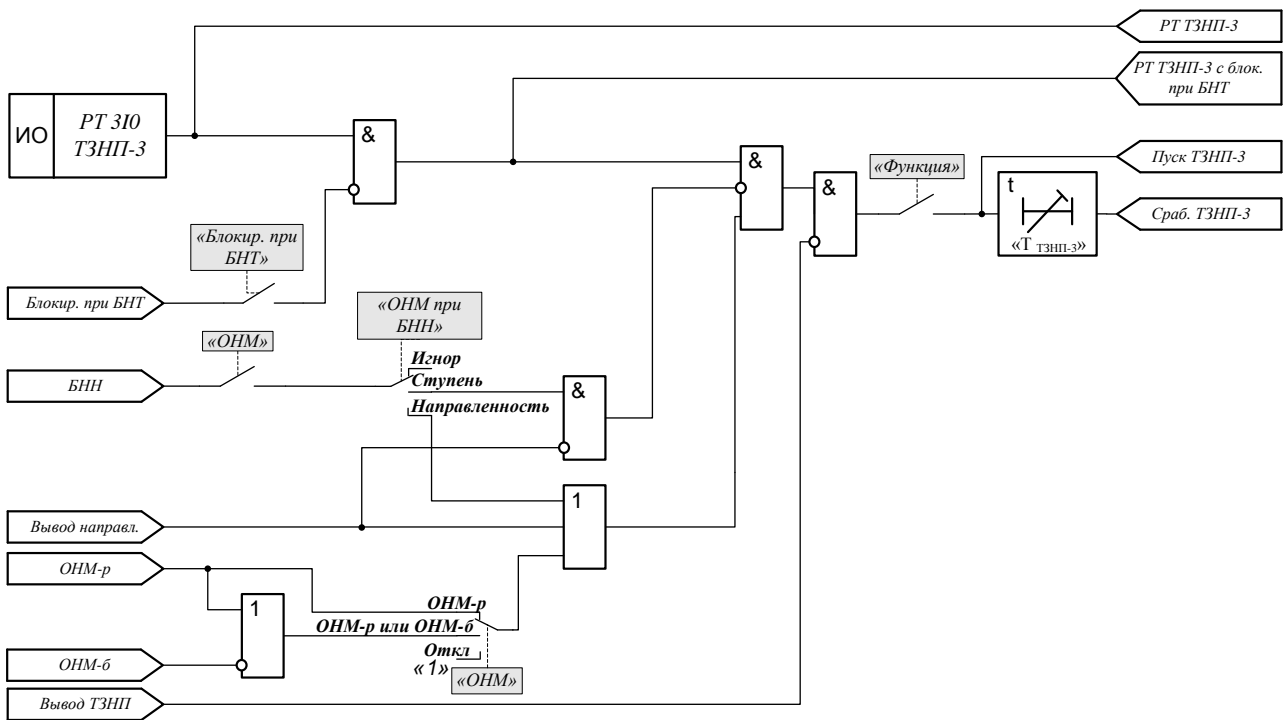 РТ ТЗНП-3
РТ ТЗНП-3 с блок.
при БНТ
ИО
РТ 3I0
ТЗНП-3
&
&
&
«Функция»
Пуск ТЗНП-3
t
«Т ТЗНП-3»
Сраб. ТЗНП-3
«Блокир. при
БНТ»
Блокир. при БНТ
«ОНМ при
БНН»
«ОНМ»
БНН
Игнор
Ступень
Направленность
&
1
Вывод направл.
ОНМ-р
1
ОНМ-р
ОНМ-р или ОНМ-б
Откл
«1»
«ОНМ»
ОНМ-б
Вывод ТЗНП